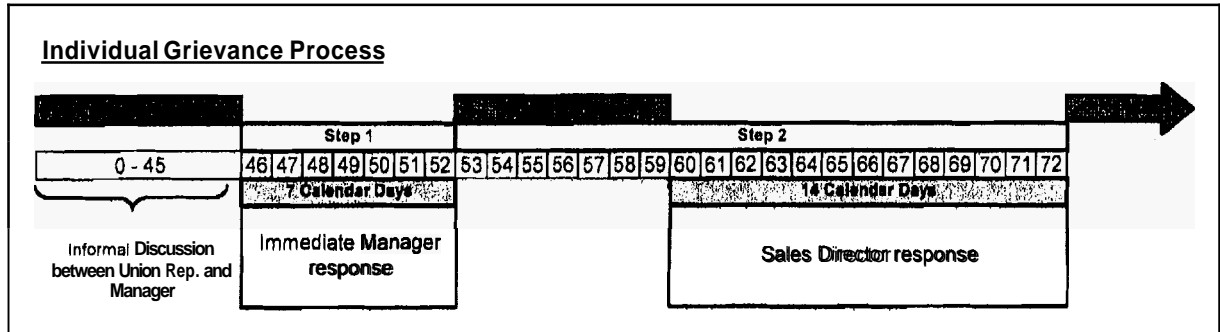 Individual Grievance Process
Step 1
Step 2
0 - 45
46 47 48 49 50 51 52 53 54 55 56 57 58 59 60 61 62 63 64 65 66 67 68 69 70 71 72
7 Calendar Days
14 Calendar Days
Informal Discussion
between Union Rep. and
Manager
Immediate Manager
response
Sales Director response